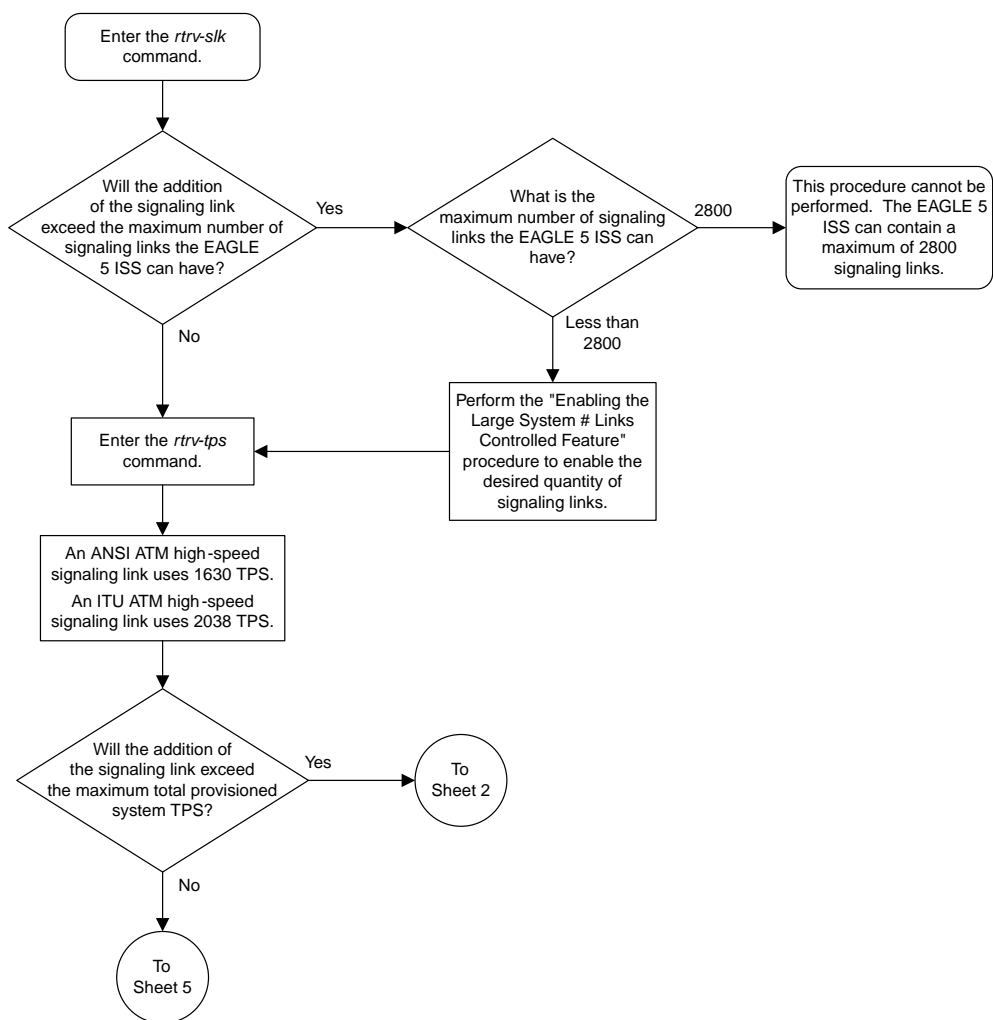 Enter the rtrv-slk
command.
Will the addition
of the signaling link
exceed the maximum number of
signaling links the EAGLE
5 ISS can have?
Yes
What is the
maximum number of signaling
links the EAGLE 5 ISS can
have?
2800
This procedure cannot be
performed. The EAGLE 5
ISS can contain a
maximum of 2800
signaling links.
No
Less than
2800
Enter the rtrv-tps
command.
Perform the "Enabling the
Large System # Links
Controlled Feature"
procedure to enable the
desired quantity of
signaling links.
An ANSI ATM high-speed
signaling link uses 1630 TPS.
An ITU ATM high-speed
signaling link uses 2038 TPS.
Will the addition of
the signaling link exceed
the maximum total provisioned
system TPS?
Yes
To
Sheet 2
No
To
Sheet 5